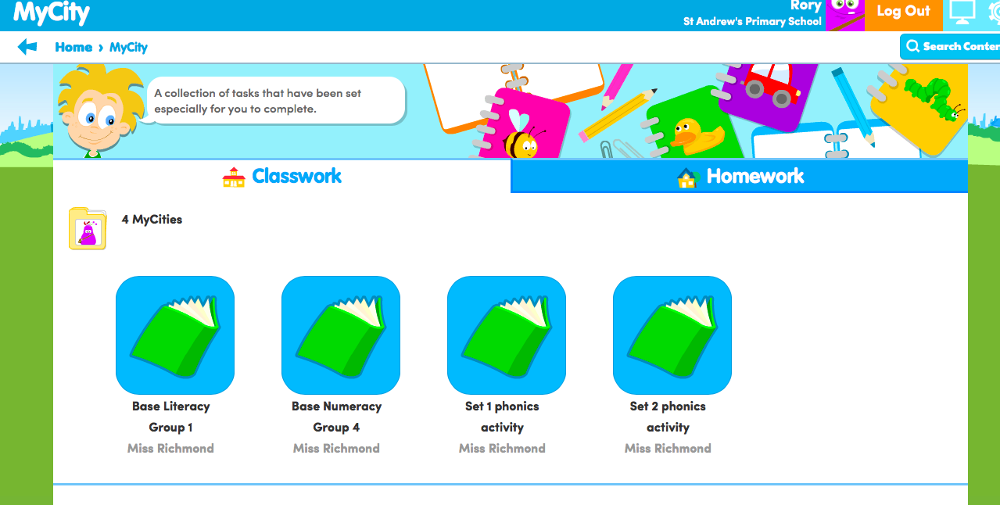 MyCity
Rory
St Andrew's Primary School
Log Out
Home › MyCity
Search
A collection of tasks that have been set
especially for you to complete.
Classwork
Homework
4 MyCities
Base Literacy
Group 1
Miss Richmond
Base Numeracy
Group 4
Miss Richmond
Set 1 phonics
activity
Miss Richmond
Set 2 phonics
activity
Miss Richmond